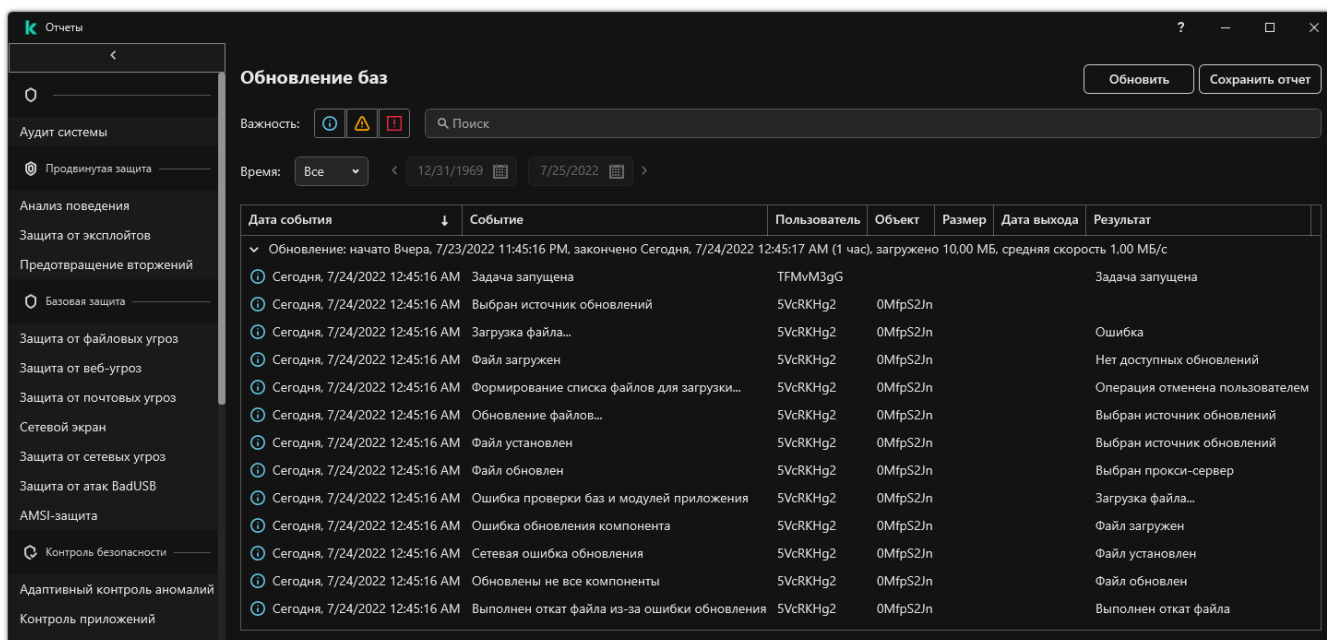 Отчеты
?
Аудит системы
Продвинутая защита
Анализ поведения
Защита от эксплойтов
Предотвращение вторжений
Базовая защита
Защита от файловых угроз
Защита от веб-угроз
Защита от почтовых угроз
Сетевой экран
Защита от сетевых угроз
Защита от атак BadUSB
AMSI-защита
Контроль безопасности
Адаптивный контроль аномалий
Контроль приложений
Обновление баз
Обновить
Сохранить отчет
Важность:
Поиск
Время: Все 12/31/1969 7/25/2022
Дата события Событие Пользователь Объект Размер Дата выхода Результат
Обновление: начато Вчера, 7/23/2022 11:45:16 PM, закончено Сегодня, 7/24/2022 12:45:17 AM (1 час), загружено 10,00 МБ, средняя скорость 1,00 МБ/с
Сегодня, 7/24/2022 12:45:16 AM Задача запущена TFMvM3gG Задача запущена
Сегодня, 7/24/2022 12:45:16 AM Выбран источник обновлений 5VcRKHg2 0MfpS2Jn
Сегодня, 7/24/2022 12:45:16 AM Загрузка файла... 5VcRKHg2 0MfpS2Jn Ошибка
Сегодня, 7/24/2022 12:45:16 AM Файл загружен 5VcRKHg2 0MfpS2Jn Нет доступных обновлений
Сегодня, 7/24/2022 12:45:16 AM Формирование списка файлов для загрузки... 5VcRKHg2 0MfpS2Jn Операция отменена пользователем
Сегодня, 7/24/2022 12:45:16 AM Обновление файлов... 5VcRKHg2 0MfpS2Jn Выбран источник обновлений
Сегодня, 7/24/2022 12:45:16 AM Файл установлен 5VcRKHg2 0MfpS2Jn Выбран источник обновлений
Сегодня, 7/24/2022 12:45:16 AM Файл обновлен 5VcRKHg2 0MfpS2Jn Выбран прокси-сервер
Сегодня, 7/24/2022 12:45:16 AM Ошибка проверки баз и модулей приложения 5VcRKHg2 0MfpS2Jn Загрузка файла...
Сегодня, 7/24/2022 12:45:16 AM Ошибка обновления компонента 5VcRKHg2 0MfpS2Jn Файл загружен
Сегодня, 7/24/2022 12:45:16 AM Сетевая ошибка обновления 5VcRKHg2 0MfpS2Jn Файл установлен
Сегодня, 7/24/2022 12:45:16 AM Обновлены не все компоненты 5VcRKHg2 0MfpS2Jn Файл обновлен
Сегодня, 7/24/2022 12:45:16 AM Выполнен откат файла из-за ошибки обновления 5VcRKHg2 0MfpS2Jn Выполнен откат файла